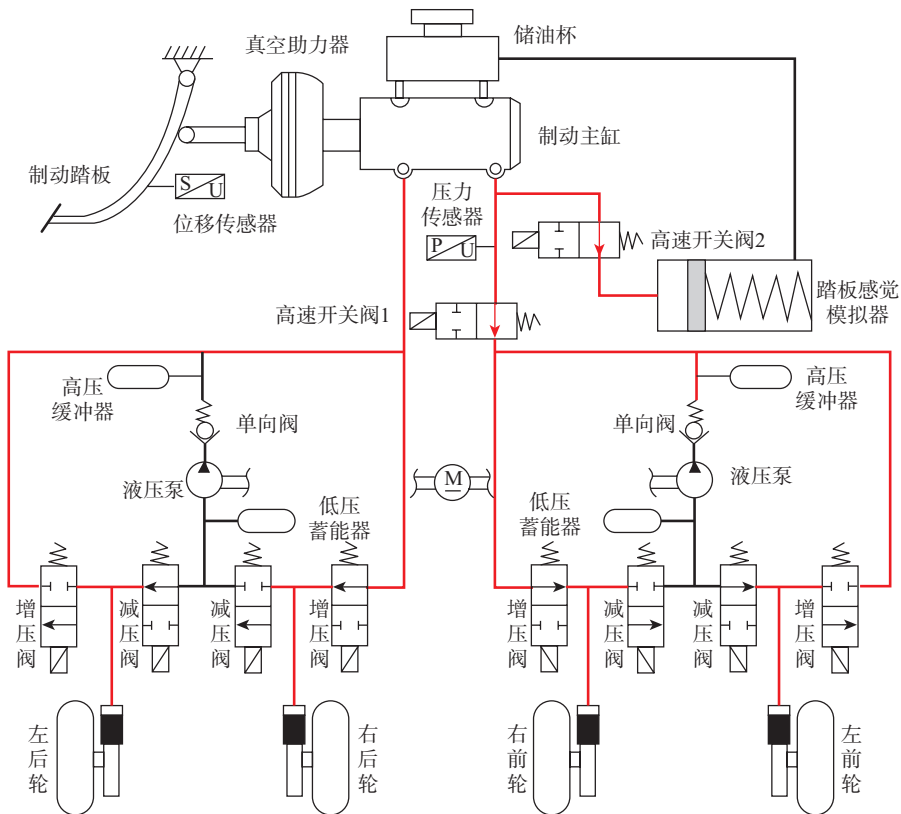 储油杯
真空助力器
制动主缸
制动踏板
S
U
位移传感器
压力
传感器
P
U
高速开关阀2
踏板感觉
模拟器
高速开关阀1
高压
缓冲器
高压
缓冲器
单向阀
单向阀
液压泵
M
液压泵
低压
蓄能器
低压
蓄能器
增压阀
减压阀
减压阀
增压阀
增压阀
减压阀
减压阀
增压阀
左后轮
右后轮
右前轮
左前轮